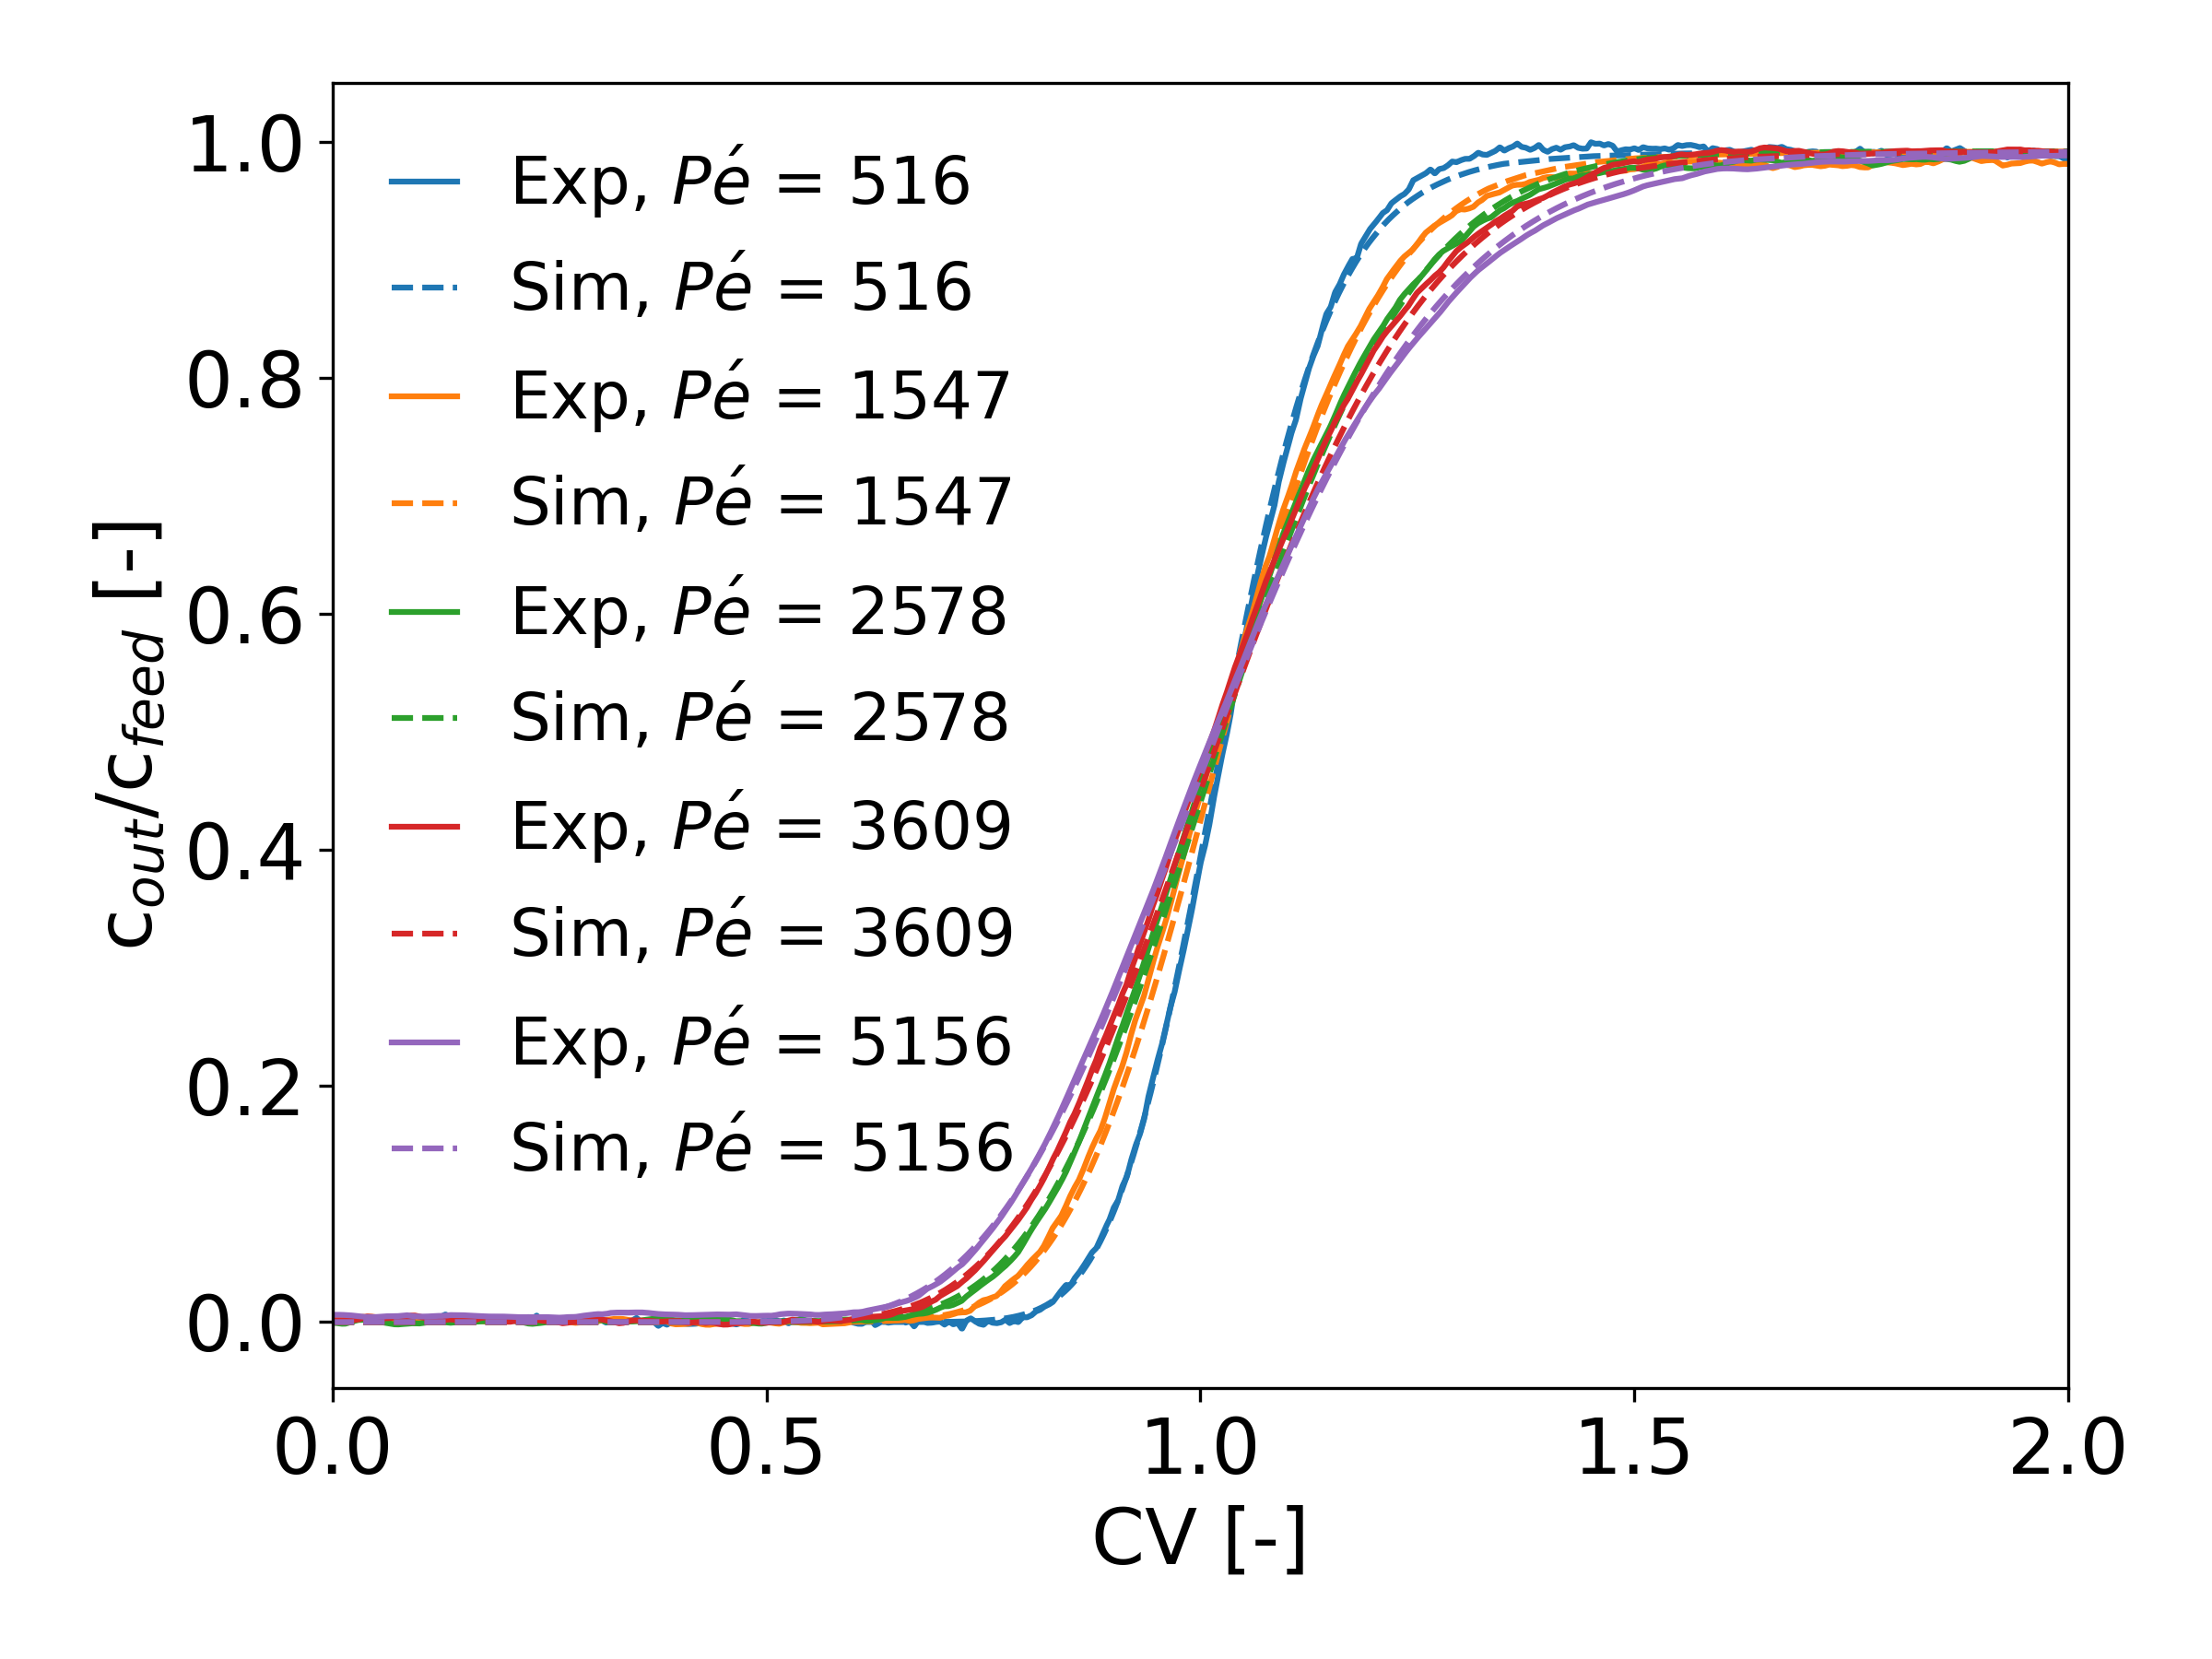 1.0
0.8
0.6
0.4
0.2
0.0
c_out/c_feed [-]
Exp, Pé = 516
Sim, Pé = 516
Exp, Pé = 1547
Sim, Pé = 1547
Exp, Pé = 2578
Sim, Pé = 2578
Exp, Pé = 3609
Sim, Pé = 3609
Exp, Pé = 5156
Sim, Pé = 5156
0.0 0.5 1.0 1.5 2.0
CV [-]